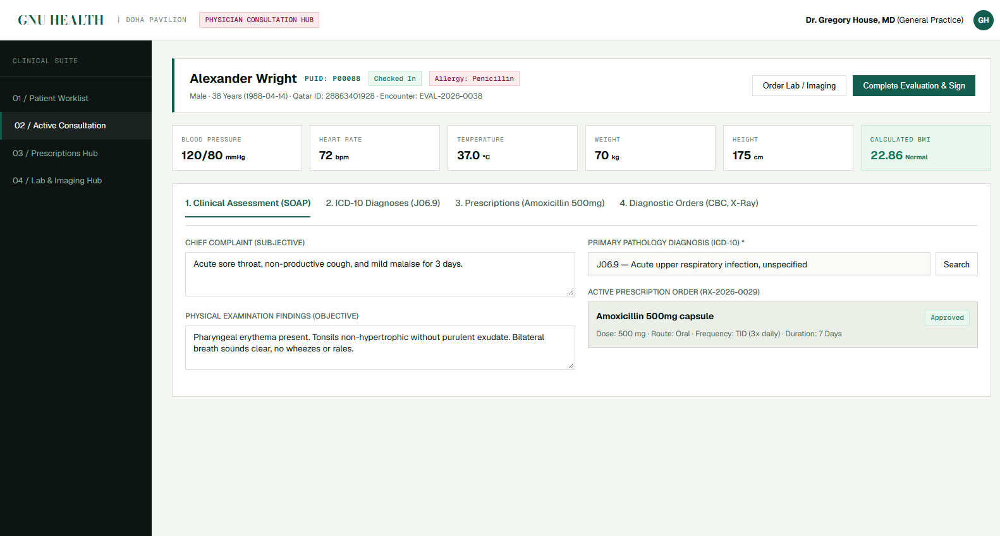 GNU HEALTH
| DOHA PAVILION
PHYSICIAN CONSULTATION HUB
Dr. Gregory House, MD (General Practice)
GH
CLINICAL SUITE
01 / Patient Worklist
02 / Active Consultation
03 / Prescriptions Hub
04 / Lab & Imaging Hub
Alexander Wright PUID: P00088 Checked In Allergy: Penicillin
Male · 38 Years (1988-04-14) · Qatar ID: 28863401928 · Encounter: EVAL-2026-0038
Order Lab / Imaging
Complete Evaluation & Sign
BLOOD PRESSURE
120/80 mmHg
HEART RATE
72 bpm
TEMPERATURE
37.0 °C
WEIGHT
70 kg
HEIGHT
175 cm
CALCULATED BMI
22.86 Normal
1. Clinical Assessment (SOAP)
2. ICD-10 Diagnoses (J06.9)
3. Prescriptions (Amoxicillin 500mg)
4. Diagnostic Orders (CBC, X-Ray)
CHIEF COMPLAINT (SUBJECTIVE)
Acute sore throat, non-productive cough, and mild malaise for 3 days.
PHYSICAL EXAMINATION FINDINGS (OBJECTIVE)
Pharyngeal erythema present. Tonsils non-hypertrophic without purulent exudate. Bilateral
breath sounds clear, no wheezes or rales.
PRIMARY PATHOLOGY DIAGNOSIS (ICD-10) *
J06.9 — Acute upper respiratory infection, unspecified
Search
ACTIVE PRESCRIPTION ORDER (RX-2026-0029)
Amoxicillin 500mg capsule
Approved
Dose: 500 mg · Route: Oral · Frequency: TID (3x daily) · Duration: 7 Days